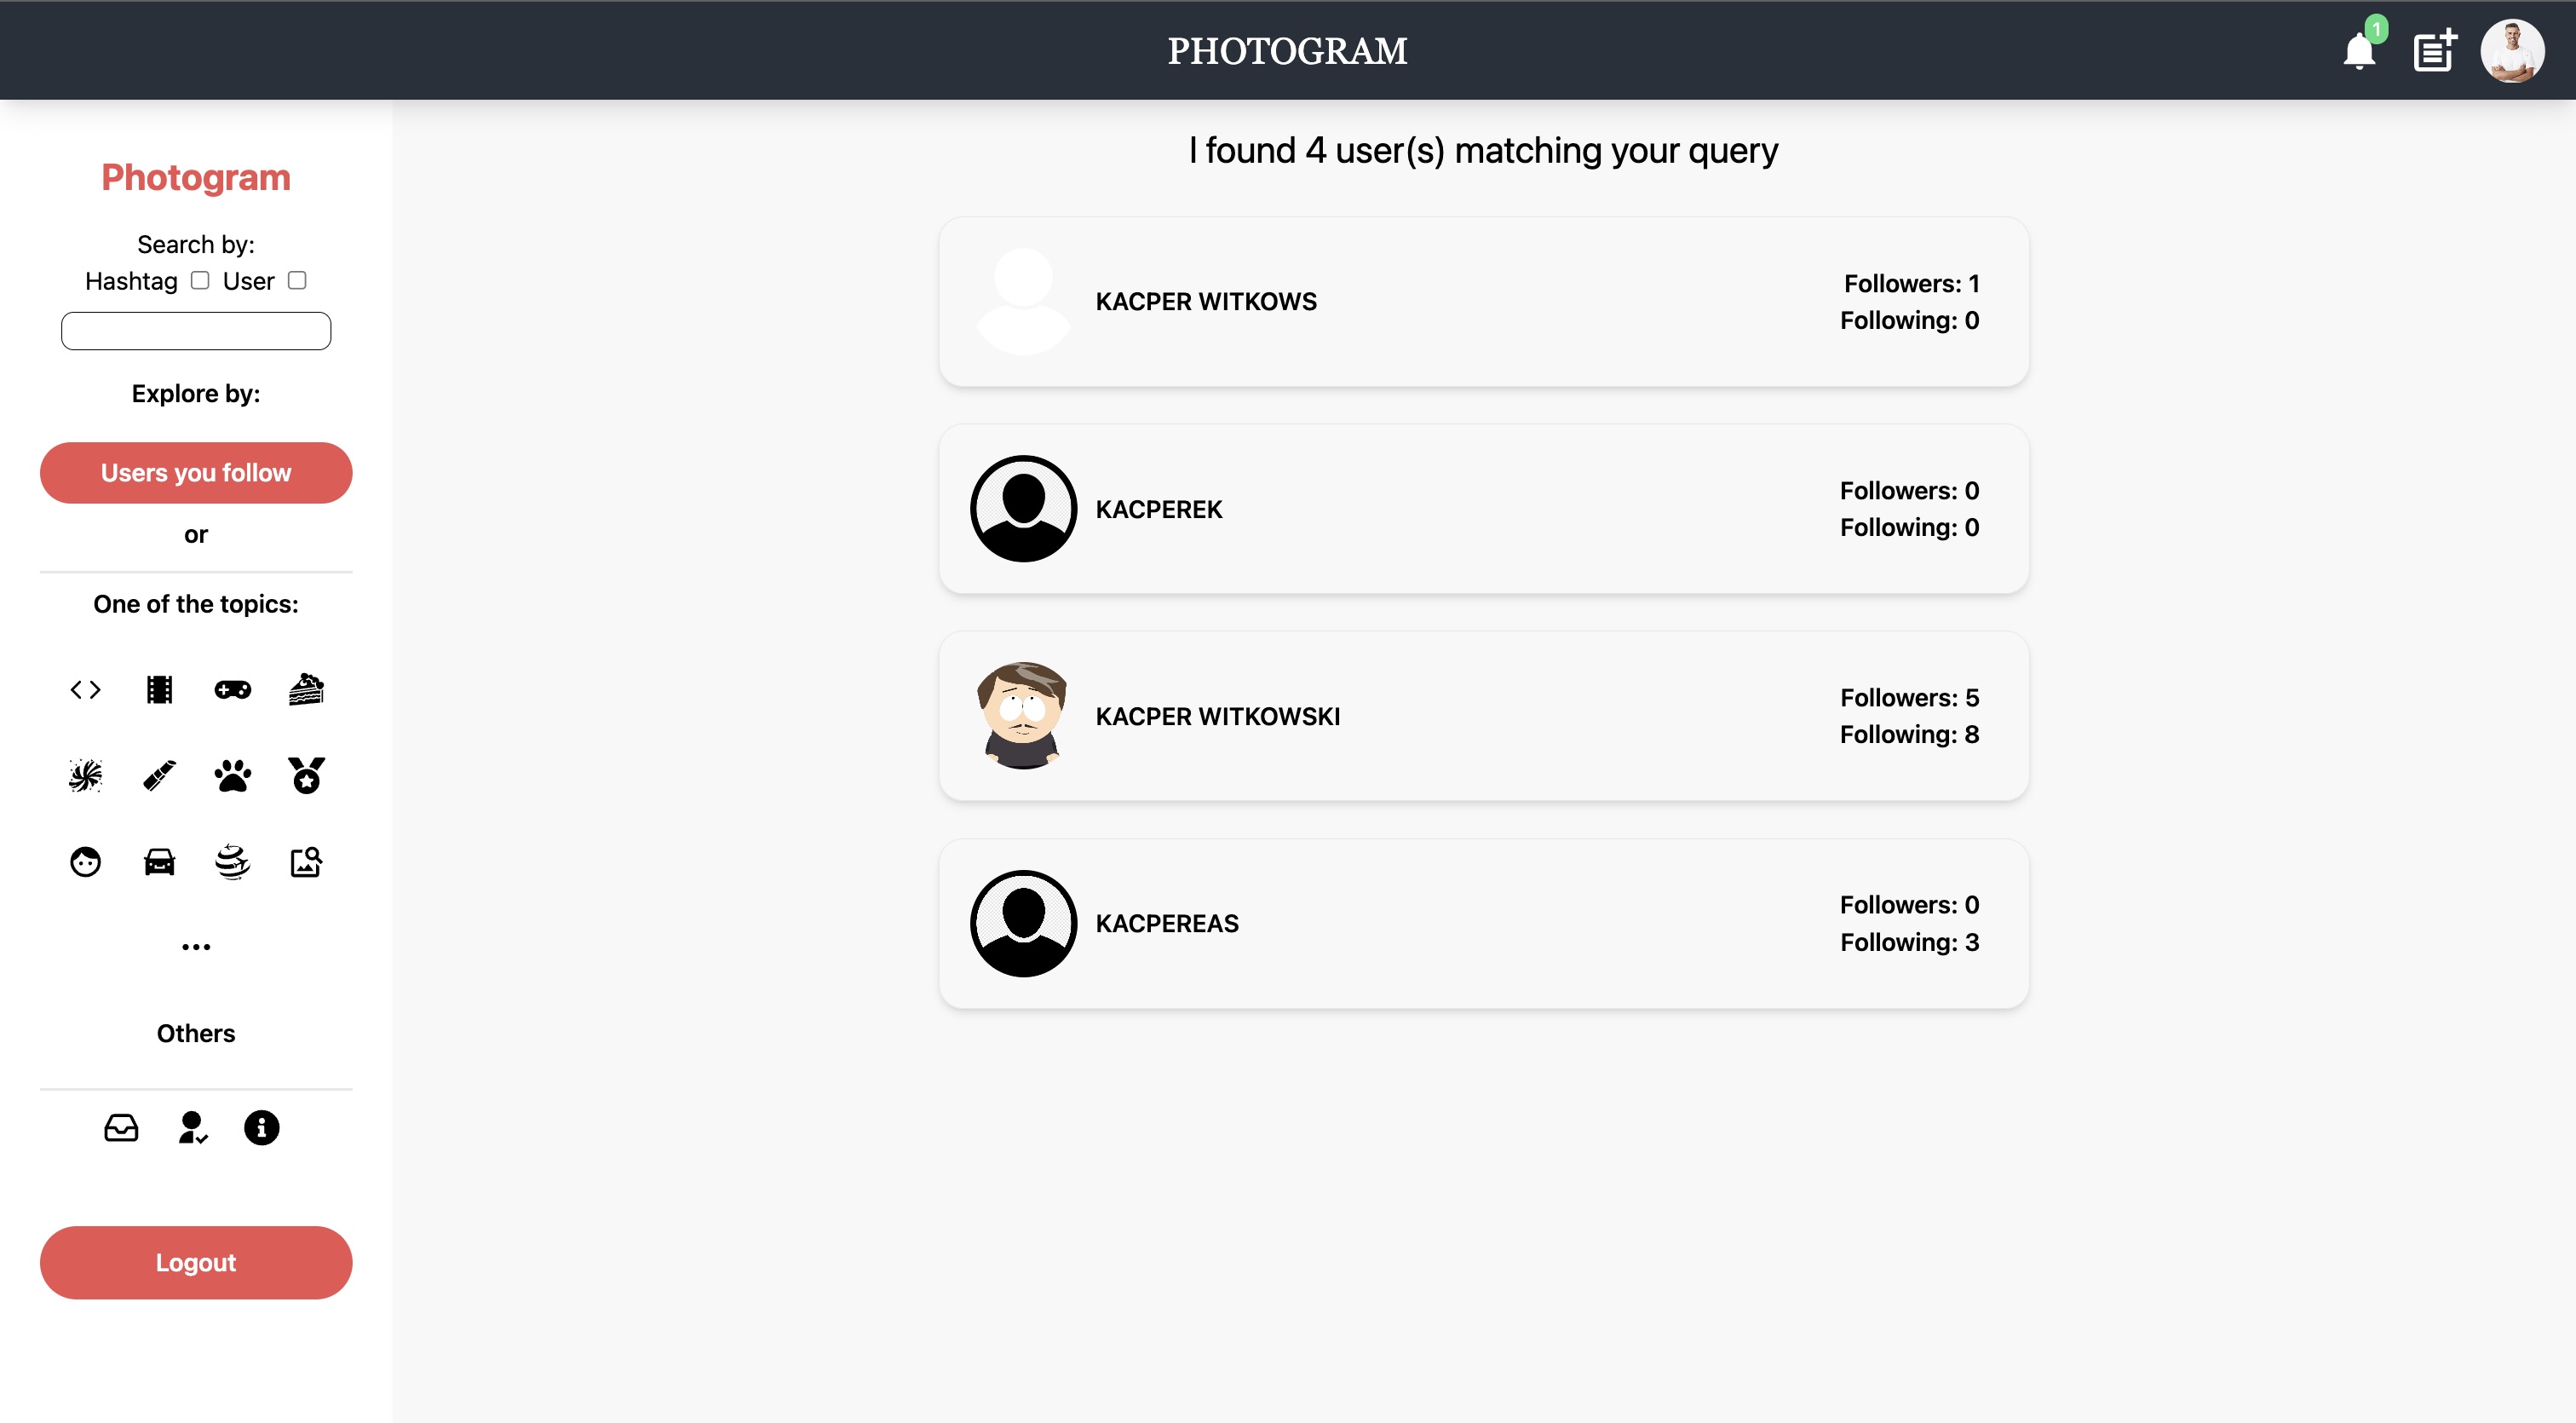 PHOTOGRAM
1
Photogram
Search by:
Hashtag User
Explore by:
Users you follow
or
One of the topics:
...
Others
Logout
I found 4 user(s) matching your query
KACPER WITKOWS
Followers: 1
Following: 0
KACPEREK
Followers: 0
Following: 0
KACPER WITKOWSKI
Followers: 5
Following: 8
KACPEREAS
Followers: 0
Following: 3